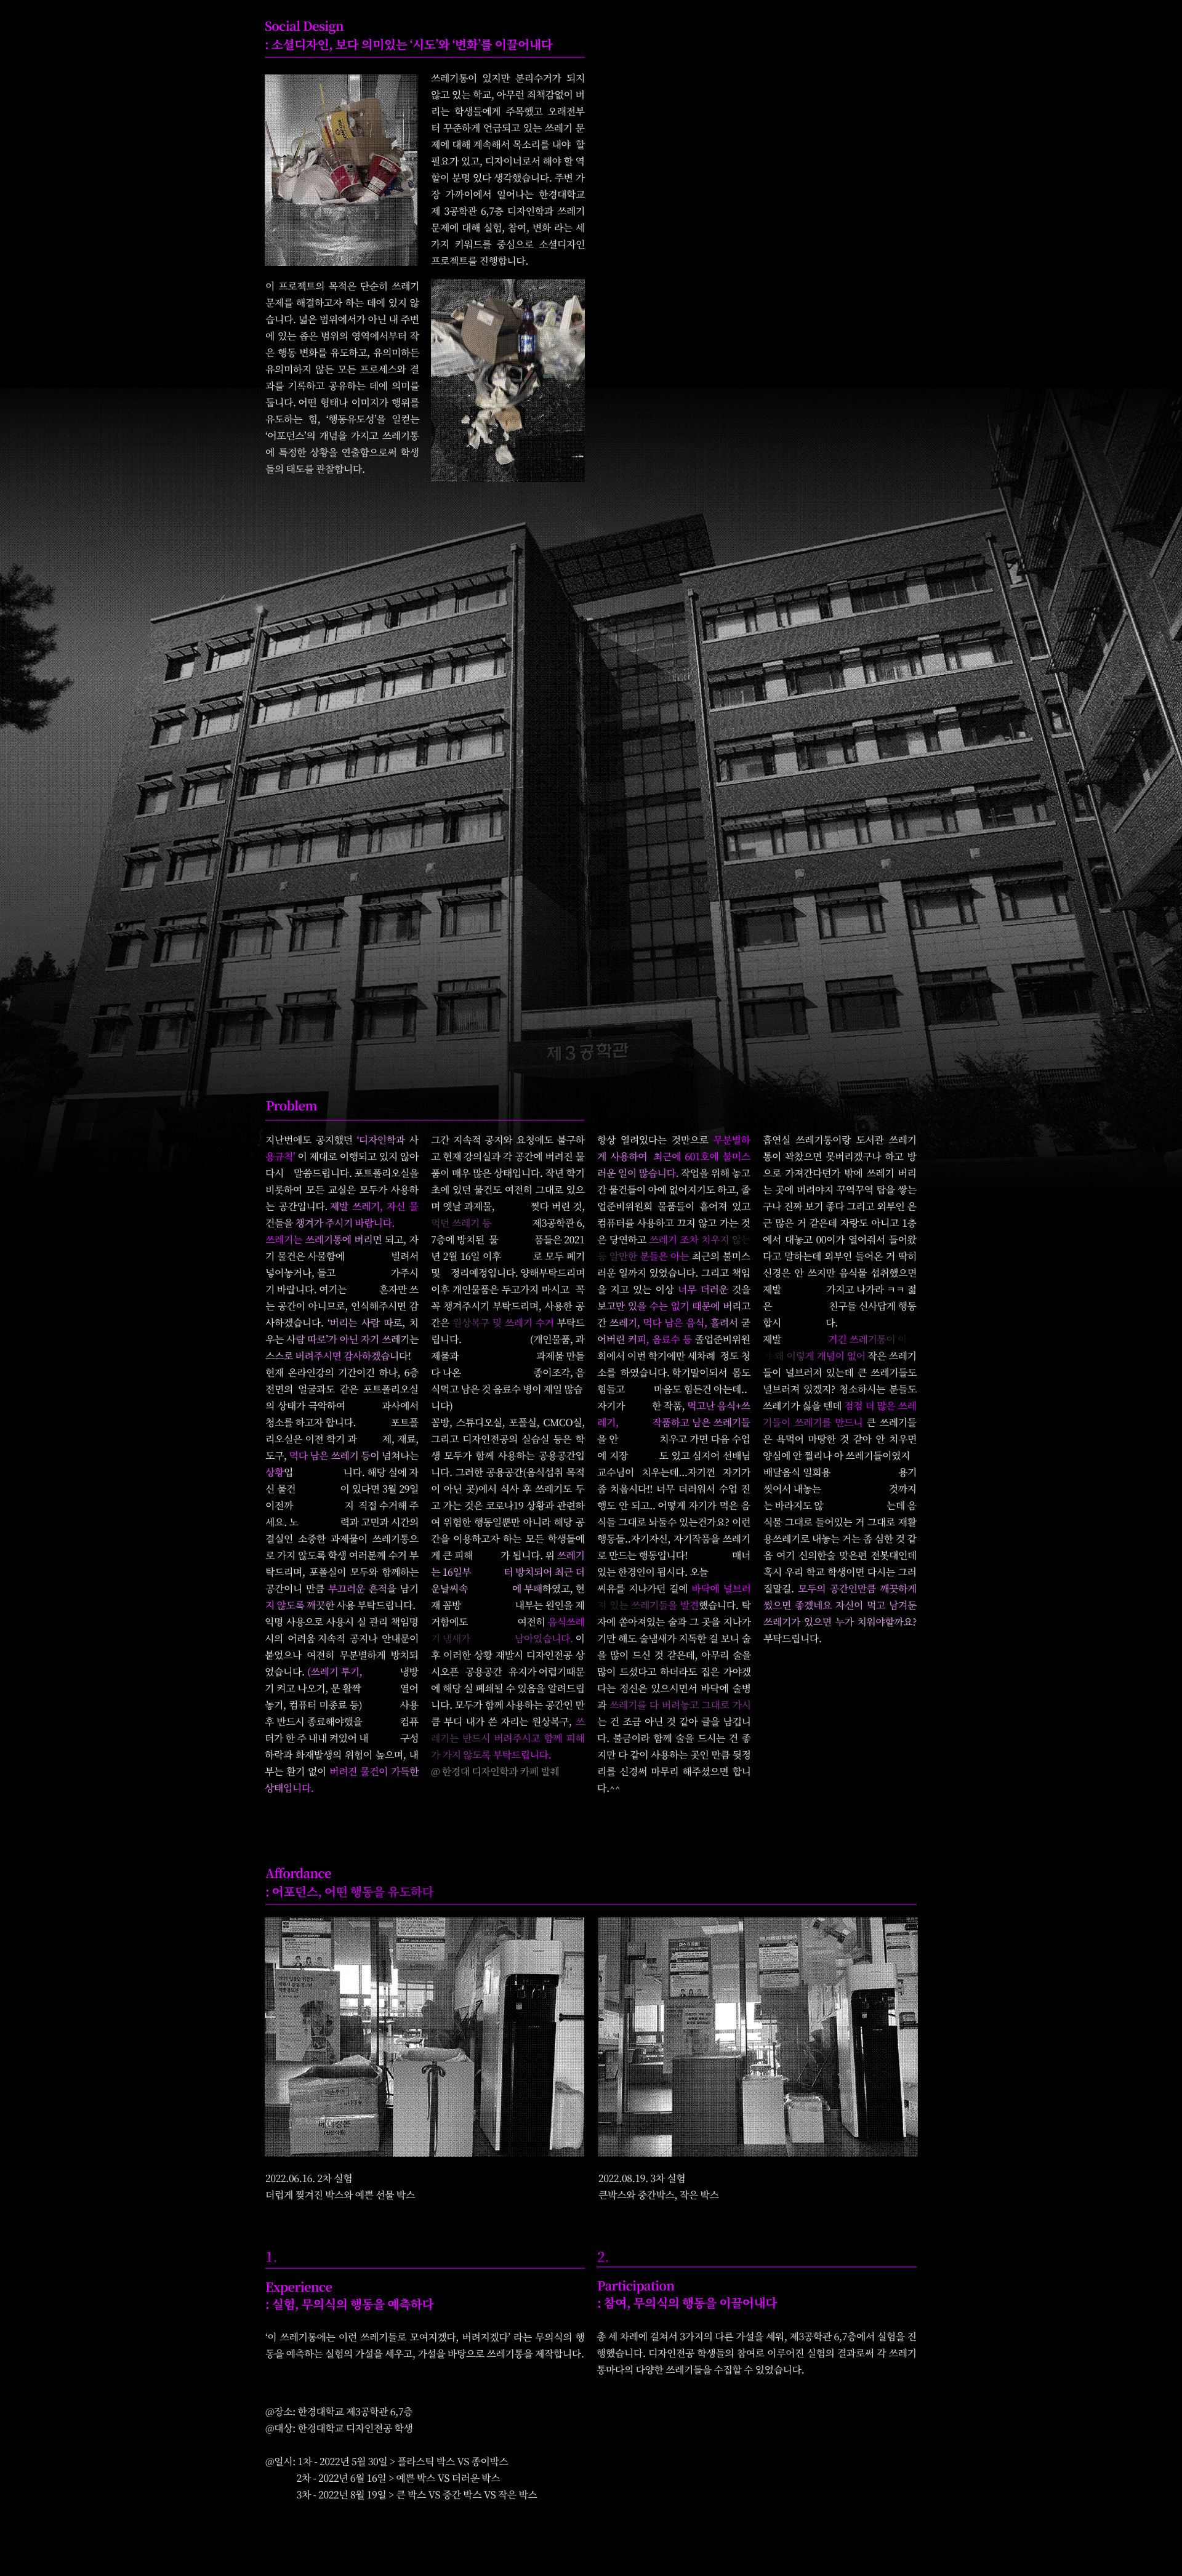 Social Design
: 소셜디자인, 보다 의미있는 ‘시도’와 ‘변화’를 이끌어내다
쓰레기통이 있지만 분리수거가 되지
않고 있는 학교, 아무런 죄책감없이 버
리는 학생들에게 주목했고 오래전부
터 꾸준하게 언급되고 있는 쓰레기 문
제에 대해 계속해서 목소리를 내야 할
필요가 있고, 디자이너로서 해야 할 역
할이 분명 있다 생각했습니다. 주변 가
장 가까이에서 일어나는 한경대학교
제 3공학관 6,7층 디자인학과 쓰레기
문제에 대해 실험, 참여, 변화 라는 세
가지 키워드를 중심으로 소셜디자인
프로젝트를 진행합니다.
이 프로젝트의 목적은 단순히 쓰레기
문제를 해결하고자 하는 데에 있지 않
습니다. 넓은 범위에서가 아닌 내 주변
에 있는 좁은 범위의 영역에서부터 작
은 행동 변화를 유도하고, 유의미하든
유의미하지 않든 모든 프로세스와 결
과를 기록하고 공유하는 데에 의미를
둡니다. 어떤 형태나 이미지가 행위를
유도하는 힘, ‘행동유도성’을 일컫는
‘어포던스’의 개념을 가지고 쓰레기통
에 특정한 상황을 연출함으로써 학생
들의 태도를 관찰합니다.
제3공학관
Problem
지난번에도 공지했던 ‘디자인학과 사
용규칙’ 이 제대로 이행되고 있지 않아
다시 말씀드립니다. 포트폴리오실을
비롯하여 모든 교실은 모두가 사용하
는 공간입니다. 제발 쓰레기, 자신 물
건들을 챙겨가 주시기 바랍니다.
쓰레기는 쓰레기통에 버리면 되고, 자
기 물건은 사물함에 빌려서
넣어놓거나, 들고 가주시
기 바랍니다. 여기는 혼자만 쓰
는 공간이 아니므로, 인식해주시면 감
사하겠습니다. ‘버리는 사람 따로, 치
우는 사람 따로’가 아닌 자기 쓰레기는
스스로 버려주시면 감사하겠습니다!
현재 온라인강의 기간이긴 하나, 6층
전면의 얼굴과도 같은 포트폴리오실
의 상태가 극악하여 과사에서
청소를 하고자 합니다. 포트폴
리오실은 이전 학기 과 제, 재료,
도구, 먹다 남은 쓰레기 등이 넘쳐나는
상황입 니다. 해당 실에 자
신 물건 이 있다면 3월 29일
이전까 지 직접 수거해 주
세요. 노 력과 고민과 시간의
결실인 소중한 과제물이 쓰레기통으
로 가지 않도록 학생 여러분께 수거 부
탁드리며, 포폴실이 모두와 함께하는
공간이니 만큼 부끄러운 흔적을 남기
지 않도록 깨끗한 사용 부탁드립니다.
익명 사용으로 사용시 실 관리 책임명
시의 어려움 지속적 공지나 안내문이
붙었으나 여전히 무분별하게 방치되
었습니다. (쓰레기 투기, 냉방
기 켜고 나오기, 문 활짝 열어
놓기, 컴퓨터 미종료 등) 사용
후 반드시 종료해야했을 컴퓨
터가 한 주 내내 켜있어 내 구성
하락과 화재발생의 위험이 높으며, 내
부는 환기 없이 버려진 물건이 가득한
상태입니다.
그간 지속적 공지와 요청에도 불구하
고 현재 강의실과 각 공간에 버려진 물
품이 매우 많은 상태입니다. 작년 학기
초에 있던 물건도 여전히 그대로 있으
며 옛날 과제물, 찢다 버린 것,
먹던 쓰레기 등 제3공학관 6,
7층에 방치된 물 품들은 2021
년 2월 16일 이후 로 모두 폐기
및 정리예정입니다. 양해부탁드리며
이후 개인물품은 두고가지 마시고 꼭
꼭 챙겨주시기 부탁드리며, 사용한 공
간은 원상복구 및 쓰레기 수거 부탁드
립니다. (개인물품, 과
제물과 과제물 만들
다 나온 종이조각, 음
식먹고 남은 것 음료수 병이 제일 많습
니다)
꼼방, 스튜디오실, 포폴실, CMCO실,
그리고 디자인전공의 실습실 등은 학
생 모두가 함께 사용하는 공용공간입
니다. 그러한 공용공간(음식섭취 목적
이 아닌 곳)에서 식사 후 쓰레기도 두
고 가는 것은 코로나19 상황과 관련하
여 위험한 행동일뿐만 아니라 해당 공
간을 이용하고자 하는 모든 학생들에
게 큰 피해 가 됩니다. 위 쓰레기
는 16일부 터 방치되어 최근 더
운날씨속 에 부패하였고, 현
재 꼼방 내부는 원인을 제
거함에도 여전히 음식쓰레
기 냄새가 남아있습니다. 이
후 이러한 상황 재발시 디자인전공 상
시오픈 공용공간 유지가 어렵기때문
에 해당 실 폐쇄될 수 있음을 알려드립
니다. 모두가 함께 사용하는 공간인 만
큼 부디 내가 쓴 자리는 원상복구, 쓰
레기는 반드시 버려주시고 함께 피해
가 가지 않도록 부탁드립니다.
@ 한경대 디자인학과 카페 발췌
항상 열려있다는 것만으로 무분별하
게 사용하여 최근에 601호에 불미스
러운 일이 많습니다. 작업을 위해 놓고
간 물건들이 아예 없어지기도 하고, 졸
업준비위원회 물품들이 흩어져 있고
컴퓨터를 사용하고 끄지 않고 가는 것
은 당연하고 쓰레기 조차 치우지 않는
등 알만한 분들은 아는 최근의 불미스
러운 일까지 있었습니다. 그리고 책임
을 지고 있는 이상 너무 더러운 것을
보고만 있을 수는 없기 때문에 버리고
간 쓰레기, 먹다 남은 음식, 흘려서 굳
어버린 커피, 음료수 등 졸업준비위원
회에서 이번 학기에만 세차례 정도 청
소를 하였습니다. 학기말이되서 몸도
힘들고 마음도 힘든건 아는데..
자기가 한 작품, 먹고난 음식+쓰
레기, 작품하고 남은 쓰레기들
을 안 치우고 가면 다음 수업
에 지장 도 있고 심지어 선배님
교수님이 치우는데...자기껀 자기가
좀 치웁시다!! 너무 더러워서 수업 진
행도 안 되고.. 어떻게 자기가 먹은 음
식들 그대로 놔둘수 있는건가요? 이런
행동들..자기자신, 자기작품을 쓰레기
로 만드는 행동입니다! 매너
있는 한경인이 됩시다. 오늘
씨유를 지나가던 길에 바닥에 널브러
져 있는 쓰레기들을 발견했습니다. 탁
자에 쏟아져있는 술과 그 곳을 지나가
기만 해도 술냄새가 지독한 걸 보니 술
을 많이 드신 것 같은데, 아무리 술을
많이 드셨다고 하더라도 집은 가야겠
다는 정신은 있으시면서 바닥에 술병
과 쓰레기를 다 버려놓고 그대로 가시
는 건 조금 아닌 것 같아 글을 남깁니
다. 불금이라 함께 술을 드시는 건 좋
지만 다 같이 사용하는 곳인 만큼 뒷정
리를 신경써 마무리 해주셨으면 합니
다.^^
흡연실 쓰레기통이랑 도서관 쓰레기
통이 꽉찼으면 못버리겠구나 하고 방
으로 가져간다던가 밖에 쓰레기 버리
는 곳에 버려야지 꾸역꾸역 탑을 쌓는
구나 진짜 보기 좋다 그리고 외부인 은
근 많은 거 같은데 자랑도 아니고 1층
에서 대놓고 00이가 열어줘서 들어왔
다고 말하는데 외부인 들어온 거 딱히
신경은 안 쓰지만 음식물 섭취했으면
제발 가지고 나가라 ㅋㅋ 젊
은 친구들 신사답게 행동
합시 다.
제발 거긴 쓰레기통이
이렇게 개념이 없어 작은 쓰레기
들이 널브러져 있는데 큰 쓰레기들도
널브러져 있겠지? 청소하시는 분들도
쓰레기가 싫을 텐데 점점 더 많은 쓰레
기들이 쓰레기를 만드니 큰 쓰레기들
은 욕먹어 마땅한 것 같아 안 치우면
양심에 안 찔리나 아 쓰레기들이였지
배달음식 일회용 용기
씻어서 내놓는 것까지
는 바라지도 않 는데 음
식물 그대로 들어있는 거 그대로 재활
용쓰레기로 내놓는 거는 좀 심한 것 같
음 여기 신의한술 맞은편 전봇대인데
혹시 우리 학교 학생이면 다시는 그러
질말길. 모두의 공간인만큼 깨끗하게
썼으면 좋겠네요 자신이 먹고 남겨둔
쓰레기가 있으면 누가 치워야할까요?
부탁드립니다.
Affordance
: 어포던스, 어떤 행동을 유도하다
2022.06.16. 2차 실험
더럽게 찢겨진 박스와 예쁜 선물 박스
2022.08.19. 3차 실험
큰박스와 중간박스, 작은 박스
1.
Experience
: 실험, 무의식의 행동을 예측하다
‘이 쓰레기통에는 이런 쓰레기들로 모여지겠다, 버려지겠다’ 라는 무의식의 행
동을 예측하는 실험의 가설을 세우고, 가설을 바탕으로 쓰레기통을 제작합니다.
@장소: 한경대학교 제3공학관 6,7층
@대상: 한경대학교 디자인전공 학생
@일시: 1차 - 2022년 5월 30일 > 플라스틱 박스 VS 종이박스
2차 - 2022년 6월 16일 > 예쁜 박스 VS 더러운 박스
3차 - 2022년 8월 19일 > 큰 박스 VS 중간 박스 VS 작은 박스
2.
Participation
: 참여, 무의식의 행동을 이끌어내다
총 세 차례에 걸쳐서 3가지의 다른 가설을 세워, 제3공학관 6,7층에서 실험을 진
행했습니다. 디자인전공 학생들의 참여로 이루어진 실험의 결과로써 각 쓰레기
통마다의 다양한 쓰레기들을 수집할 수 있었습니다.